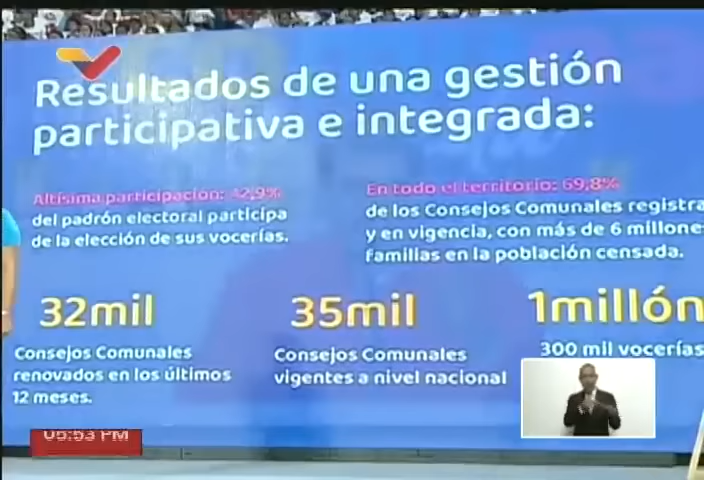 Resultados de una gestión
participativa e integrada:
Altísima participación: 42,9%
del padrón electoral participa
de la elección de sus vocerías.
En todo el territorio: 69,8%
de los Consejos Comunales registra
y en vigencia, con más de 6 millone
familias en la población censada.
32mil
Consejos Comunales
renovados en los últimos
12 meses.
35mil
Consejos Comunales
vigentes a nivel nacional
1millón
300 mil vocerías
05:53 PM